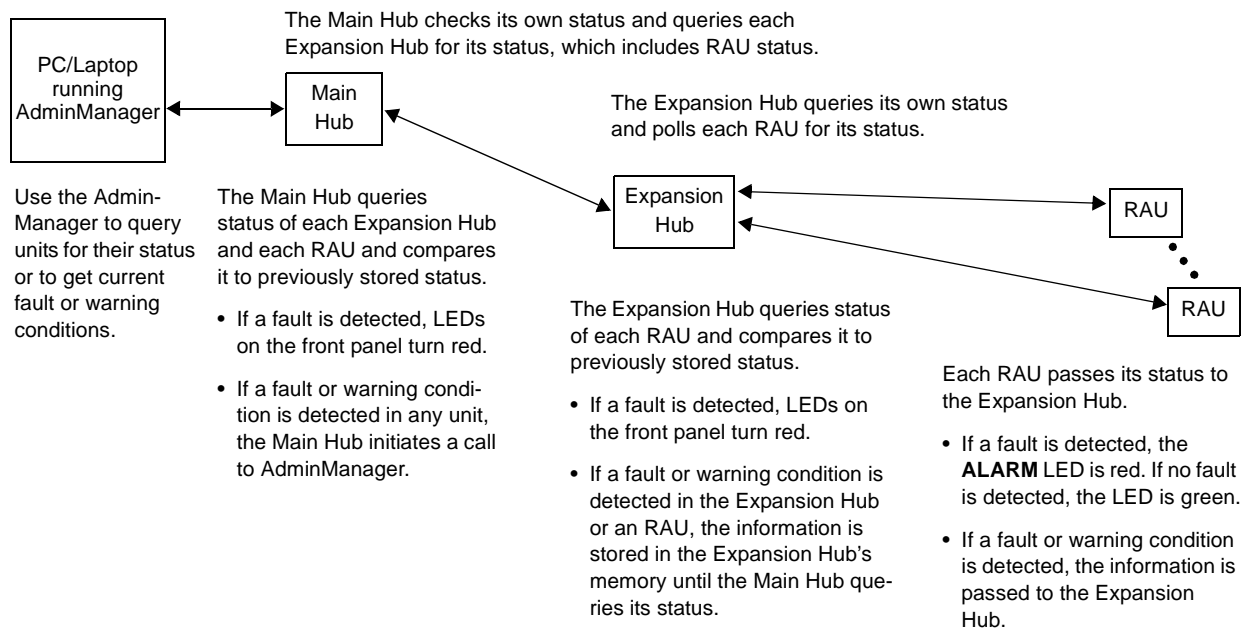 The Main Hub checks its own status and queries each
Expansion Hub for its status, which includes RAU status.
PC/Laptop
running
AdminManager
Main
Hub
The Expansion Hub queries its own status
and polls each RAU for its status.
Expansion
Hub
RAU
RAU
Use the Admin-
Manager to query
units for their status
or to get current
fault or warning
conditions.
The Main Hub queries
status of each Expansion Hub
and each RAU and compares
it to previously stored status.
• If a fault is detected, LEDs
on the front panel turn red.
• If a fault or warning condi-
tion is detected in any unit,
the Main Hub initiates a call
to AdminManager.
The Expansion Hub queries status
of each RAU and compares it to
previously stored status.
• If a fault is detected, LEDs on
the front panel turn red.
• If a fault or warning condition is
detected in the Expansion Hub
or an RAU, the information is
stored in the Expansion Hub's
memory until the Main Hub que-
ries its status.
Each RAU passes its status to
the Expansion Hub.
• If a fault is detected, the
ALARM LED is red. If no fault
is detected, the LED is green.
• If a fault or warning condition
is detected, the information is
passed to the Expansion
Hub.